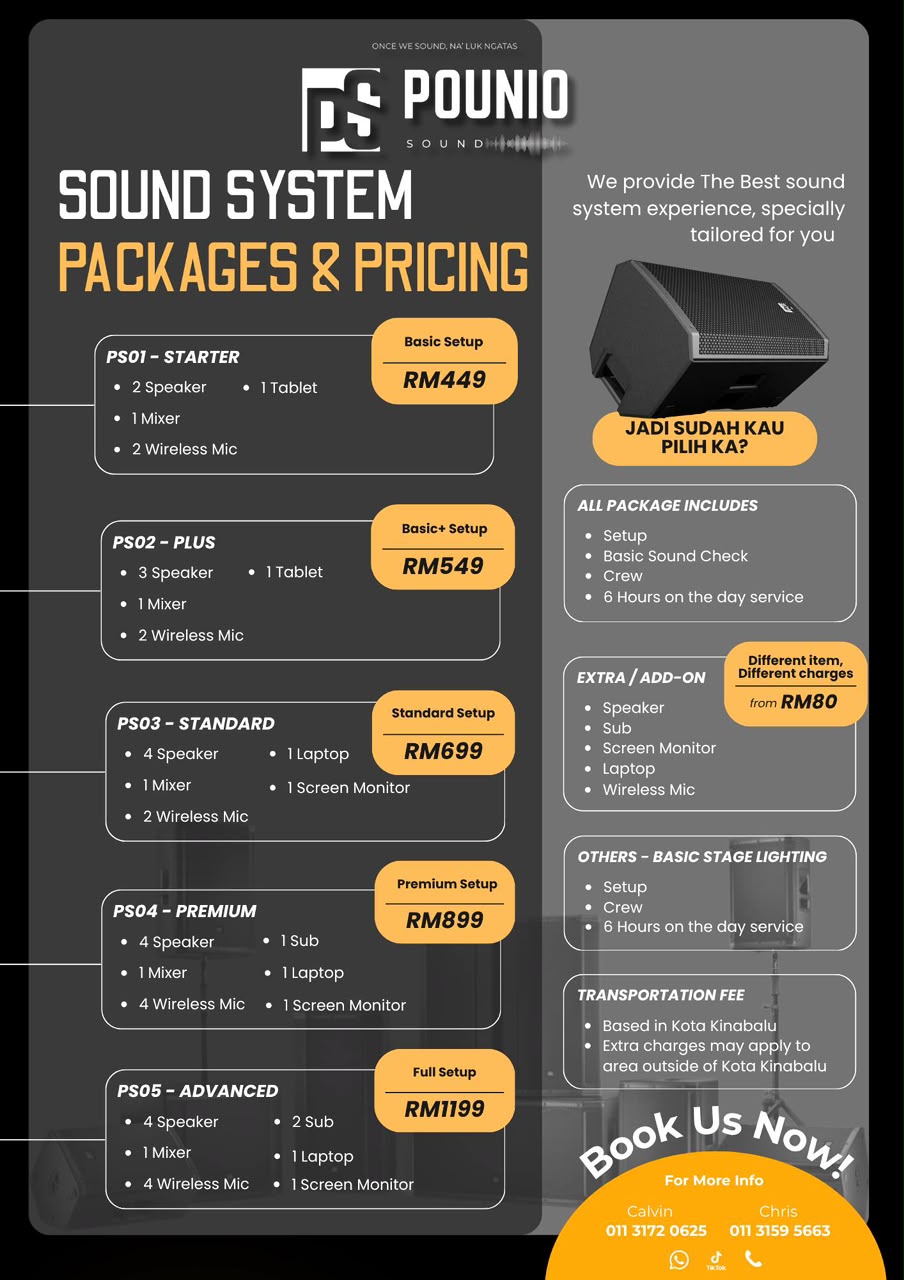 ONCE WE SOUND, NA' LUK NGATAS
PS POUNIO
SOUND
SOUND SYSTEM
PACKAGES & PRICING
PS01 - STARTER
Basic Setup
RM449
• 2 Speaker
• 1 Tablet
• 1 Mixer
• 2 Wireless Mic
PS02 - PLUS
Basic+ Setup
RM549
• 3 Speaker
• 1 Tablet
• 1 Mixer
• 2 Wireless Mic
PS03 - STANDARD
Standard Setup
RM699
• 4 Speaker
• 1 Laptop
• 1 Mixer
• 1 Screen Monitor
• 2 Wireless Mic
PS04 - PREMIUM
Premium Setup
RM899
• 4 Speaker
• 1 Sub
• 1 Mixer
• 1 Laptop
• 4 Wireless Mic
• 1 Screen Monitor
PS05 - ADVANCED
Full Setup
RM1199
• 4 Speaker
• 2 Sub
• 1 Mixer
• 1 Laptop
• 4 Wireless Mic
• 1 Screen Monitor
We provide The Best sound
system experience, specially
tailored for you
JADI SUDAH KAU
PILIH KA?
ALL PACKAGE INCLUDES
• Setup
• Basic Sound Check
• Crew
• 6 Hours on the day service
EXTRA / ADD-ON
Different item,
Different charges
from RM80
• Speaker
• Sub
• Screen Monitor
• Laptop
• Wireless Mic
OTHERS - BASIC STAGE LIGHTING
• Setup
• Crew
• 6 Hours on the day service
TRANSPORTATION FEE
• Based in Kota Kinabalu
• Extra charges may apply to
area outside of Kota Kinabalu
Book Us Now!
For More Info
Calvin
011 3172 0625
Chris
011 3159 5663
TikTok